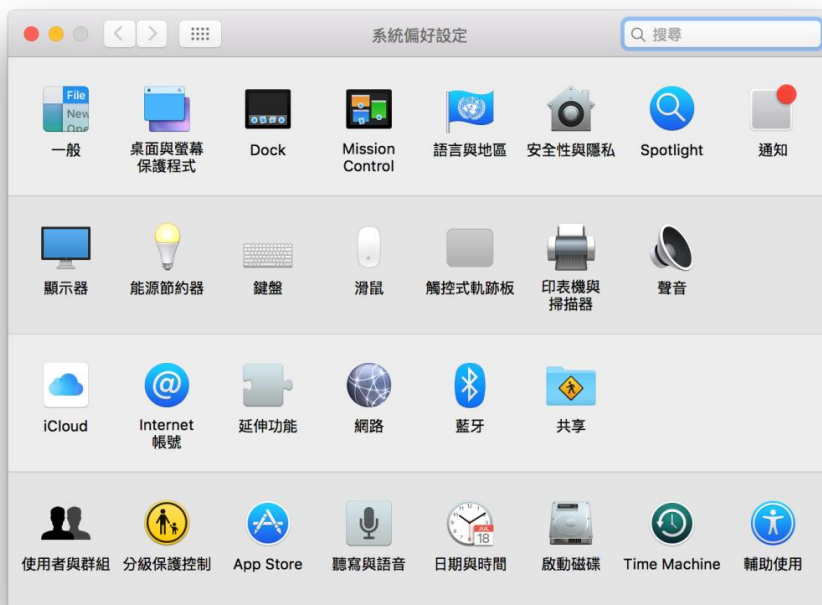 系統偏好設定
搜尋
File
New
Ope
一般
桌面與螢幕
保護程式
Dock
Mission
Control
語言與地區
安全性與隱私
Spotlight
通知
顯示器
能源節約器
鍵盤
滑鼠
觸控式軌跡板
印表機與
掃描器
聲音
iCloud
@
Internet
帳號
延伸功能
網路
藍牙
共享
使用者與群組
分級保護控制
App Store
聽寫與語音
JUL
18
日期與時間
啟動磁碟
Time Machine
輔助使用